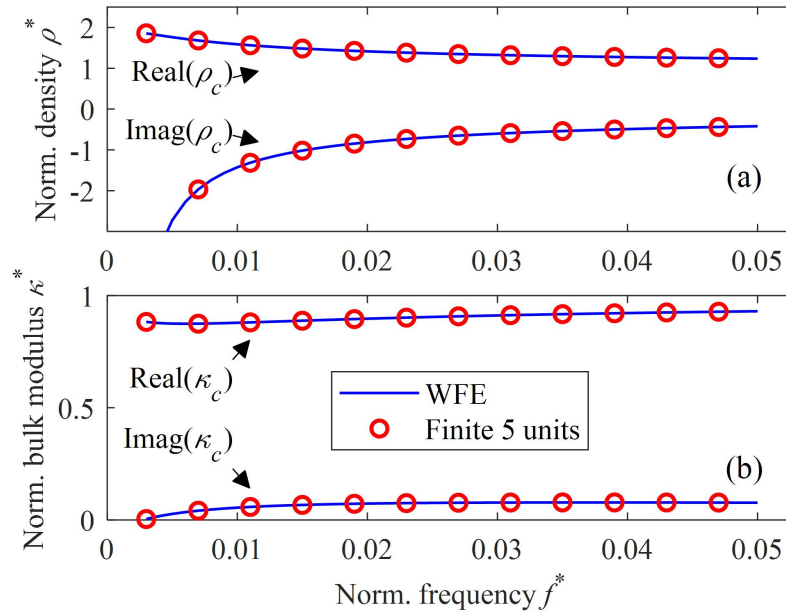 Norm. density ρ*
2
1
0
-1
-2
Real(ρc)
Imag(ρc)
(a)
0
0.01
0.02
0.03
0.04
0.05
Norm. bulk modulus κ*
1
0.5
0
Real(κc)
Imag(κc)
WFE
Finite 5 units
(b)
0
0.01
0.02
0.03
0.04
0.05
Norm. frequency f*